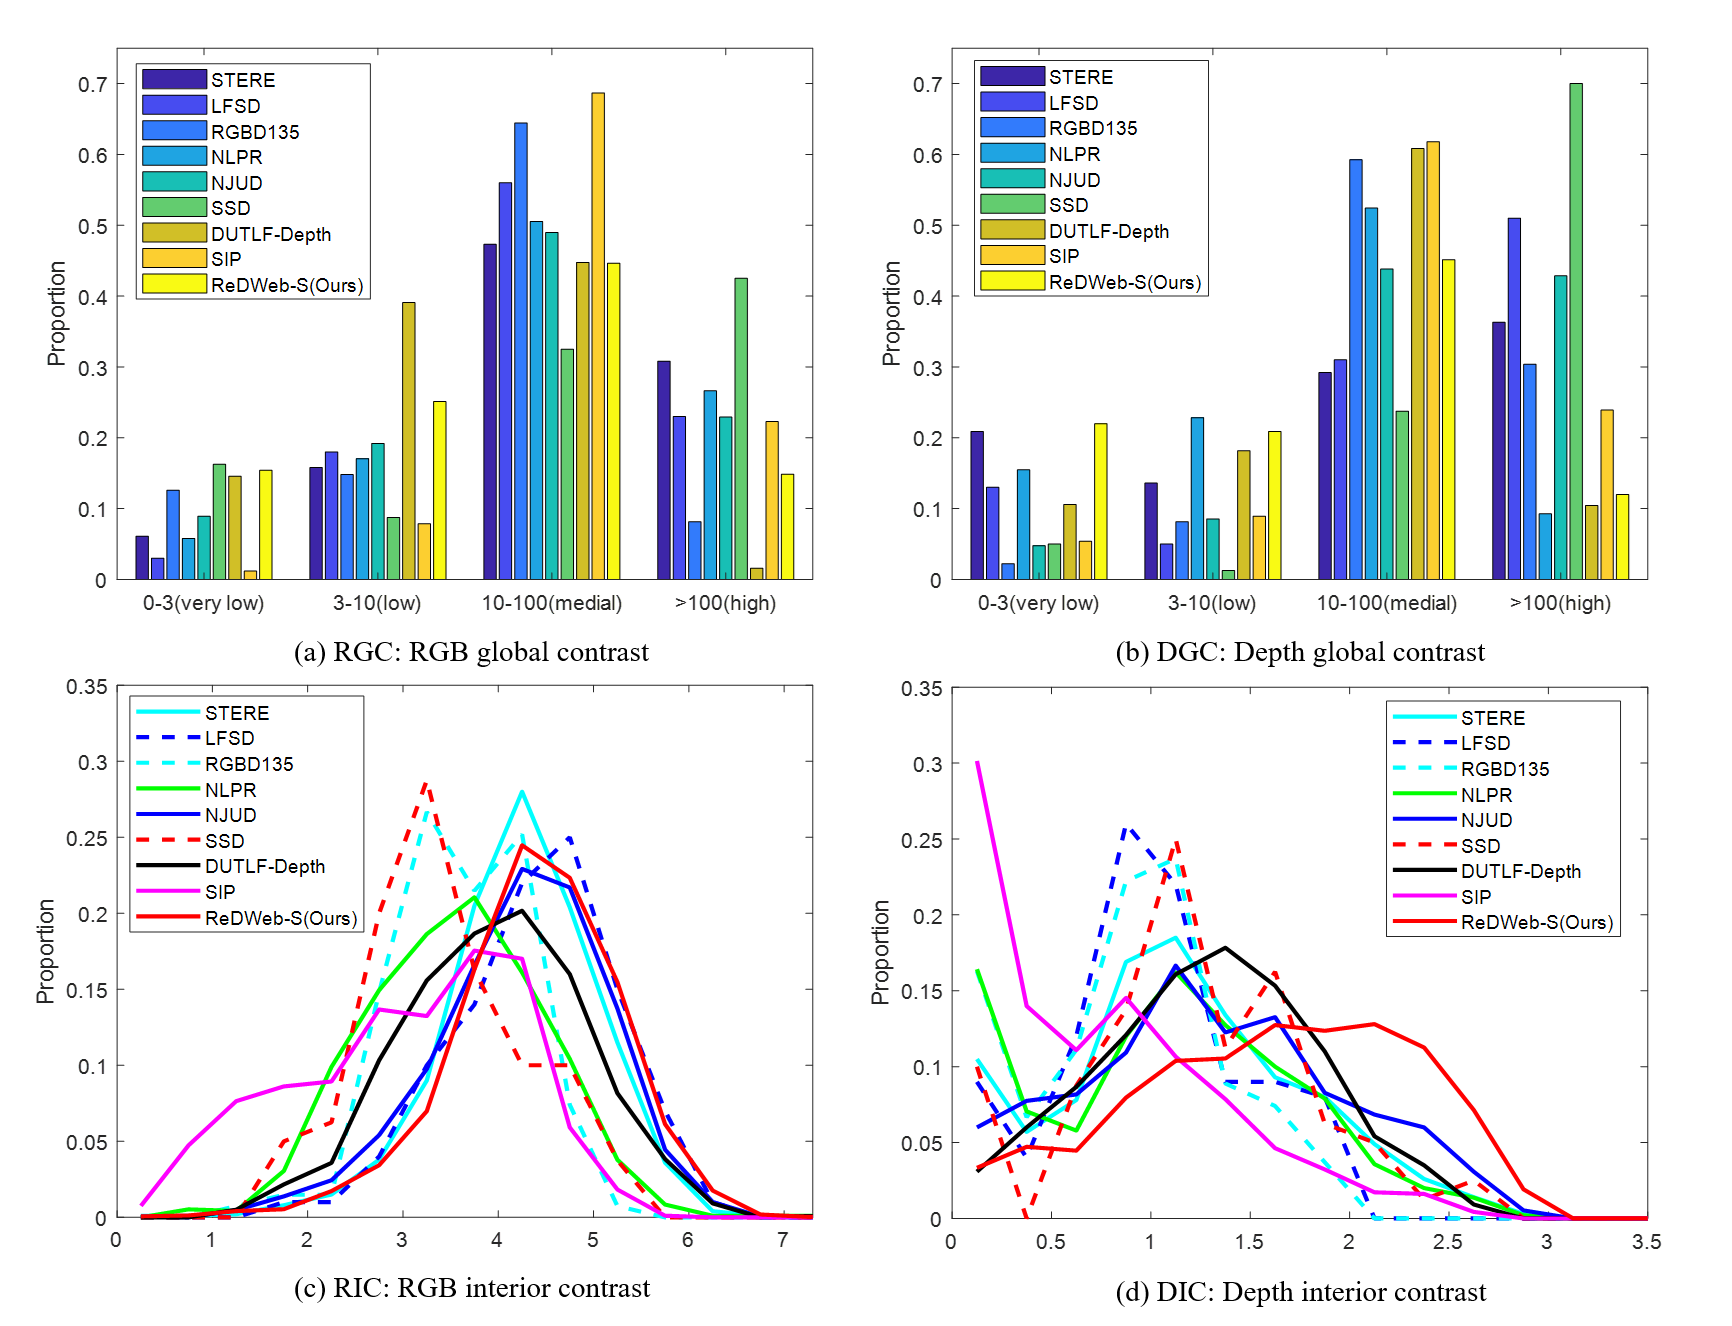 0.7
0.6
0.5
0.4
0.3
0.2
0.1
0
Proportion
STERE
LFSD
RGBD135
NLPR
NJUD
SSD
DUTLF-Depth
SIP
ReDWeb-S(Ours)
0-3(very low) 3-10(low) 10-100(medial) >100(high)
(a) RGC: RGB global contrast
0.7
0.6
0.5
0.4
0.3
0.2
0.1
0
Proportion
STERE
LFSD
RGBD135
NLPR
NJUD
SSD
DUTLF-Depth
SIP
ReDWeb-S(Ours)
0-3(very low) 3-10(low) 10-100(medial) >100(high)
(b) DGC: Depth global contrast
0.35
0.3
0.25
0.2
0.15
0.1
0.05
0
Proportion
STERE
LFSD
RGBD135
NLPR
NJUD
SSD
DUTLF-Depth
SIP
ReDWeb-S(Ours)
0 1 2 3 4 5 6 7
(c) RIC: RGB interior contrast
0.35
0.3
0.25
0.2
0.15
0.1
0.05
0
Proportion
STERE
LFSD
RGBD135
NLPR
NJUD
SSD
DUTLF-Depth
SIP
ReDWeb-S(Ours)
0 0.5 1 1.5 2 2.5 3 3.5
(d) DIC: Depth interior contrast